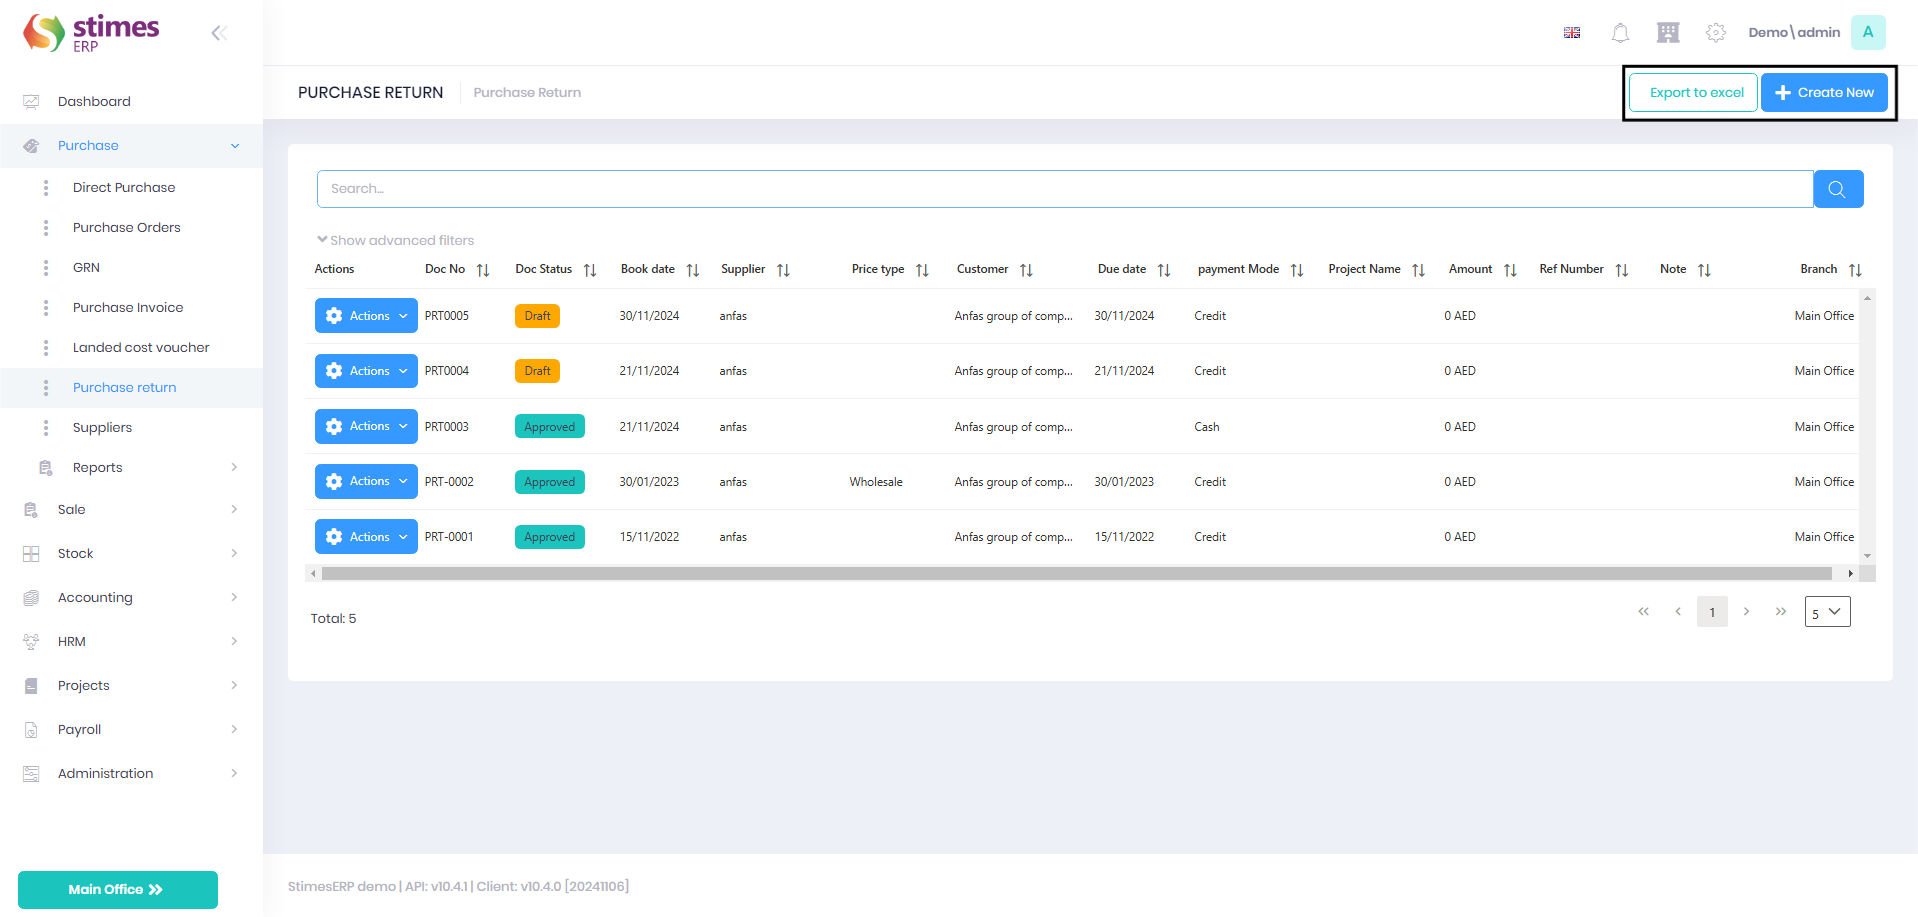 stimes
ERP
Demo\admin
A
Dashboard
Purchase
Direct Purchase
Purchase Orders
GRN
Purchase Invoice
Landed cost voucher
Purchase return
Suppliers
Reports
Sale
Stock
Accounting
HRM
Projects
Payroll
Administration
Main Office
PURCHASE RETURN Purchase Return
Export to excel Create New
Search...
Show advanced filters
Actions Doc No Doc Status Book date Supplier Price type Customer Due date payment Mode Project Name Amount Ref Number Note Branch
Actions PRT0005 Draft 30/11/2024 anfas Anfas group of comp... 30/11/2024 Credit 0 AED Main Office
Actions PRT0004 Draft 21/11/2024 anfas Anfas group of comp... 21/11/2024 Credit 0 AED Main Office
Actions PRT0003 Approved 21/11/2024 anfas Anfas group of comp... Cash 0 AED Main Office
Actions PRT-0002 Approved 30/01/2023 anfas Wholesale Anfas group of comp... 30/01/2023 Credit 0 AED Main Office
Actions PRT-0001 Approved 15/11/2022 anfas Anfas group of comp... 15/11/2022 Credit 0 AED Main Office
Total: 5
1
5
StimesERP demo | API: v10.4.1 | Client: v10.4.0 [20241106]